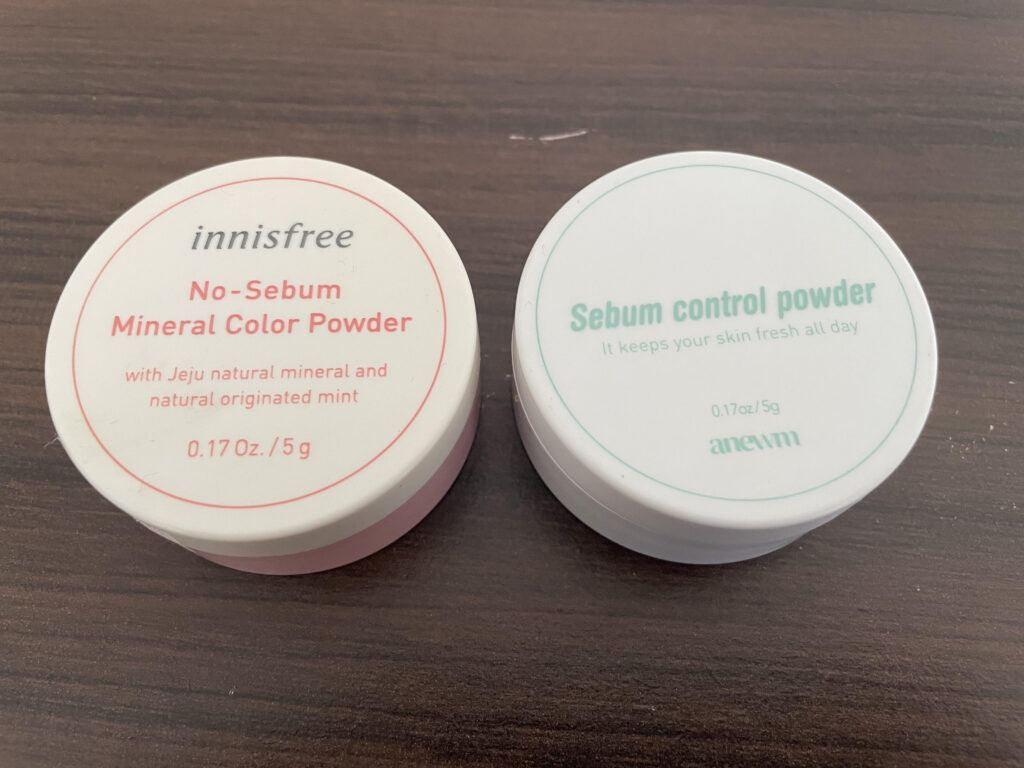 innisfree
No-Sebum
Mineral Color Powder
with Jeju natural mineral and
natural originated mint
0.17 Oz. / 5 g
Sebum control powder
It keeps your skin fresh all day
0.17oz / 5g
anewm